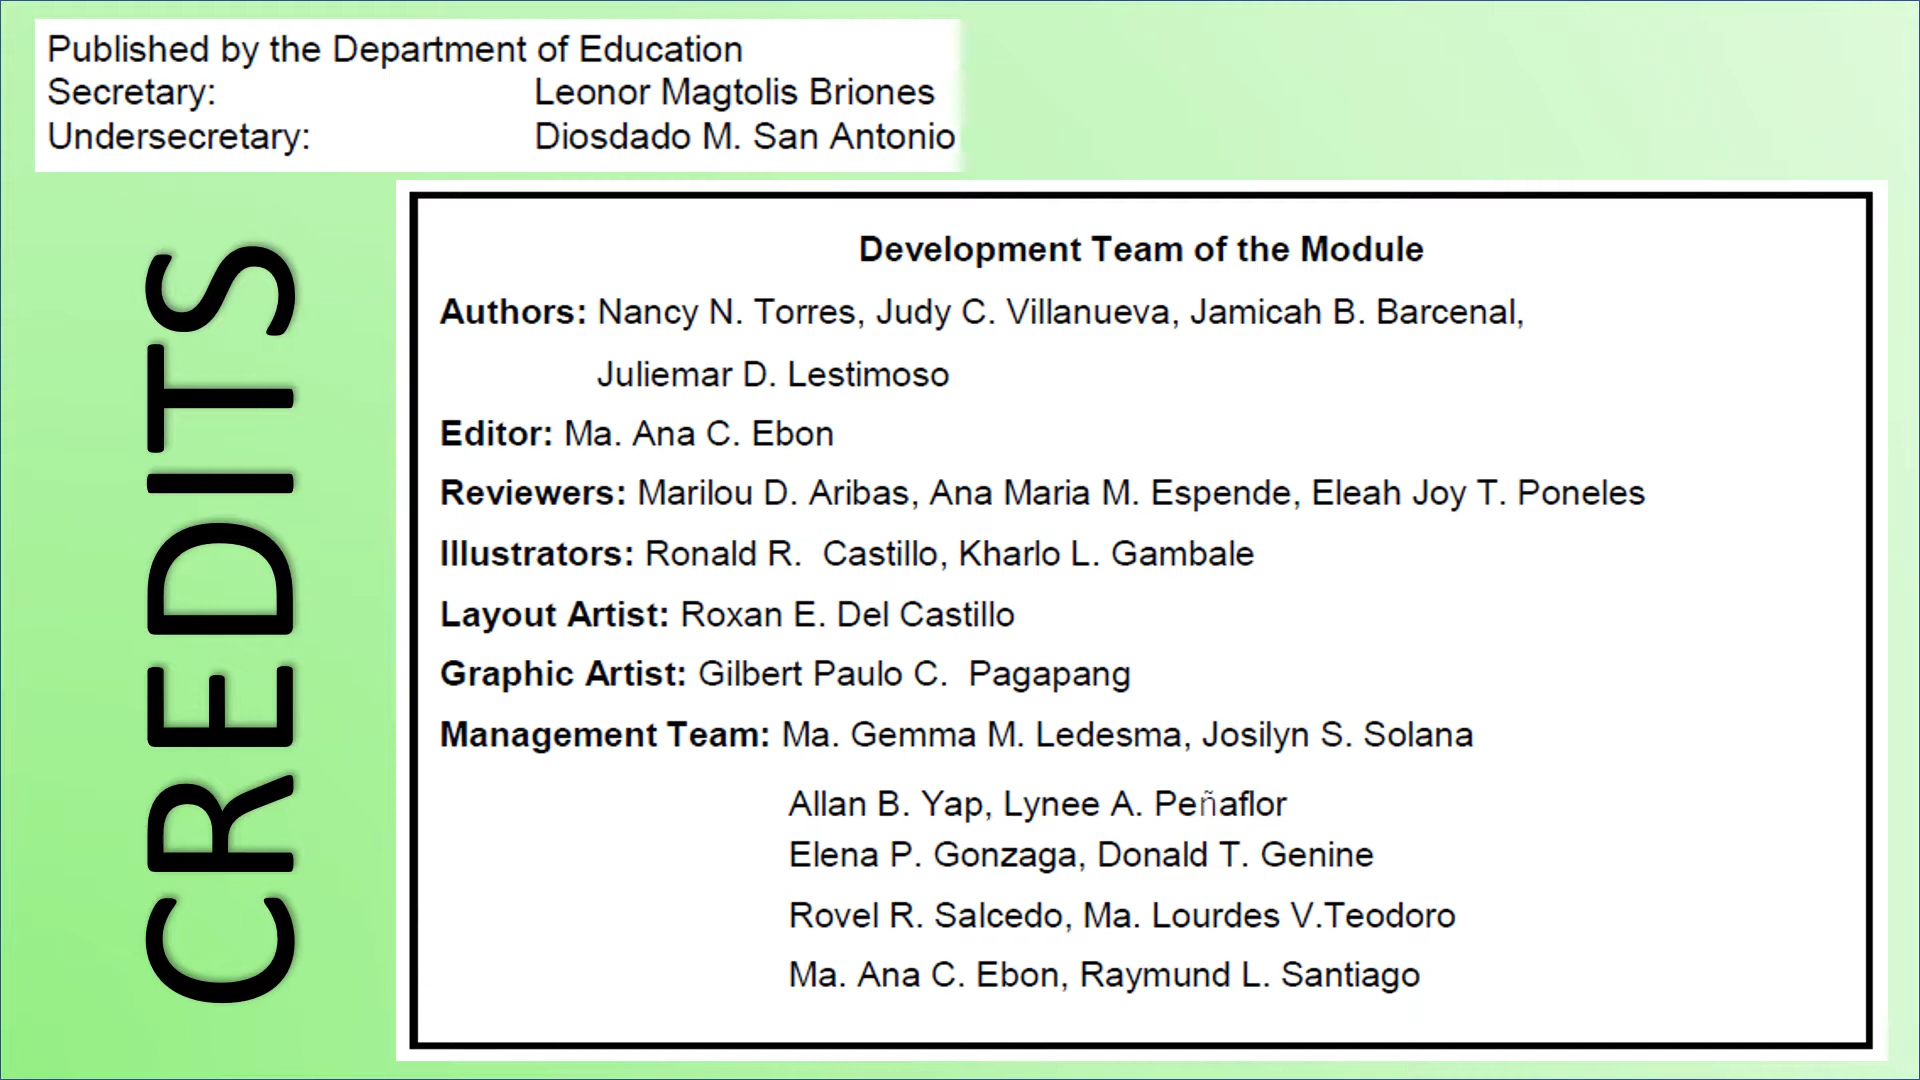 Published by the Department of Education
Secretary: Leonor Magtolis Briones
Undersecretary: Diosdado M. San Antonio
CREDITS
Development Team of the Module
Authors: Nancy N. Torres, Judy C. Villanueva, Jamicah B. Barcenal,
Juliemar D. Lestimoso
Editor: Ma. Ana C. Ebon
Reviewers: Marilou D. Aribas, Ana Maria M. Espende, Eleah Joy T. Poneles
Illustrators: Ronald R. Castillo, Kharlo L. Gambale
Layout Artist: Roxan E. Del Castillo
Graphic Artist: Gilbert Paulo C. Pagapang
Management Team: Ma. Gemma M. Ledesma, Josilyn S. Solana
Allan B. Yap, Lynee A. Peñaflor
Elena P. Gonzaga, Donald T. Genine
Rovel R. Salcedo, Ma. Lourdes V.Teodoro
Ma. Ana C. Ebon, Raymund L. Santiago